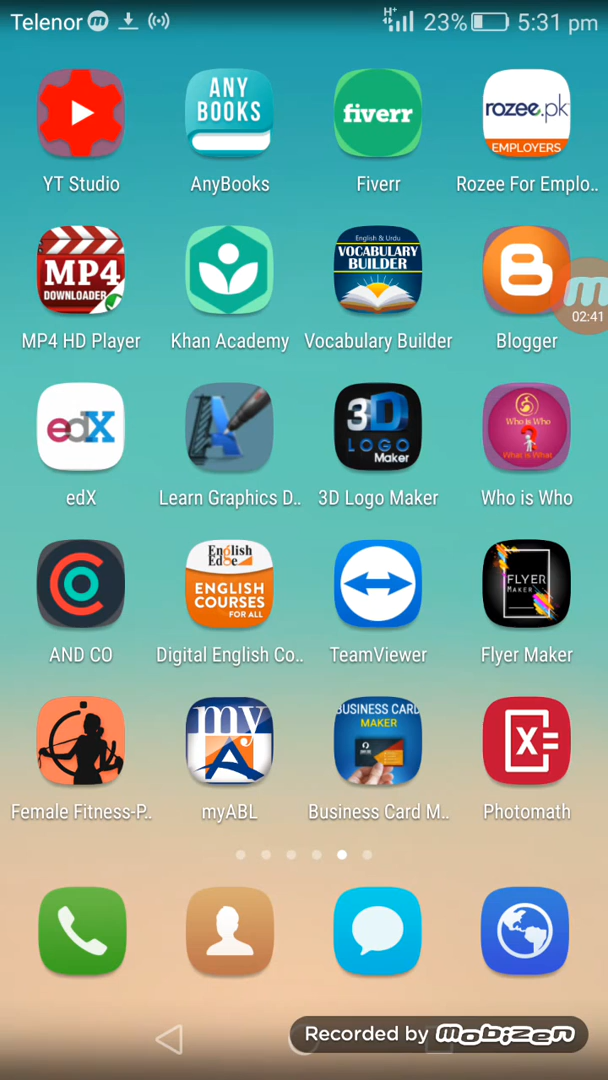 Telenor
H+
23%
5:31 pm
ANY
BOOKS
fiverr
rozee.pk
EMPLOYERS
YT Studio
AnyBooks
Fiverr
Rozee For Emplo..
MP4
DOWNLOADER
English & Urdu
VOCABULARY
BUILDER
02:41
MP4 HD Player
Khan Academy
Vocabulary Builder
Blogger
edX
3D
LOGO
Maker
Who is Who
What is What
edX
Learn Graphics D..
3D Logo Maker
Who is Who
English
Edge
ENGLISH
COURSES
FOR ALL
FLYER
MAKER
AND CO
Digital English Co..
TeamViewer
Flyer Maker
my
A
BUSINESS CARD
MAKER
X=
Female Fitness-P..
myABL
Business Card M..
Photomath
Recorded by mobizen